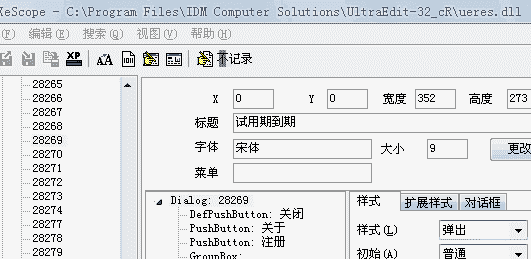 XeScope - C:\Program Files\IDM Computer Solutions\UltraEdit-32_cR\ueres.dll
(F) 编辑(E) 搜索(Q) 视图(V) 帮助(H)
XP AA 不记录
28265
28266
28267
28268
28269
28270
28271
28272
28273
28274
28277
28278
28279
X 0 Y 0 宽度 352 高度 273
标题 试用期到期
字体 宋体 大小 9 更改
菜单
Dialog: 28269
DefPushButton: 关闭
PushButton: 关于
PushButton: 注册
GroupBox:
样式 扩展样式 对话框
样式(L) 弹出
初始(A) 普通